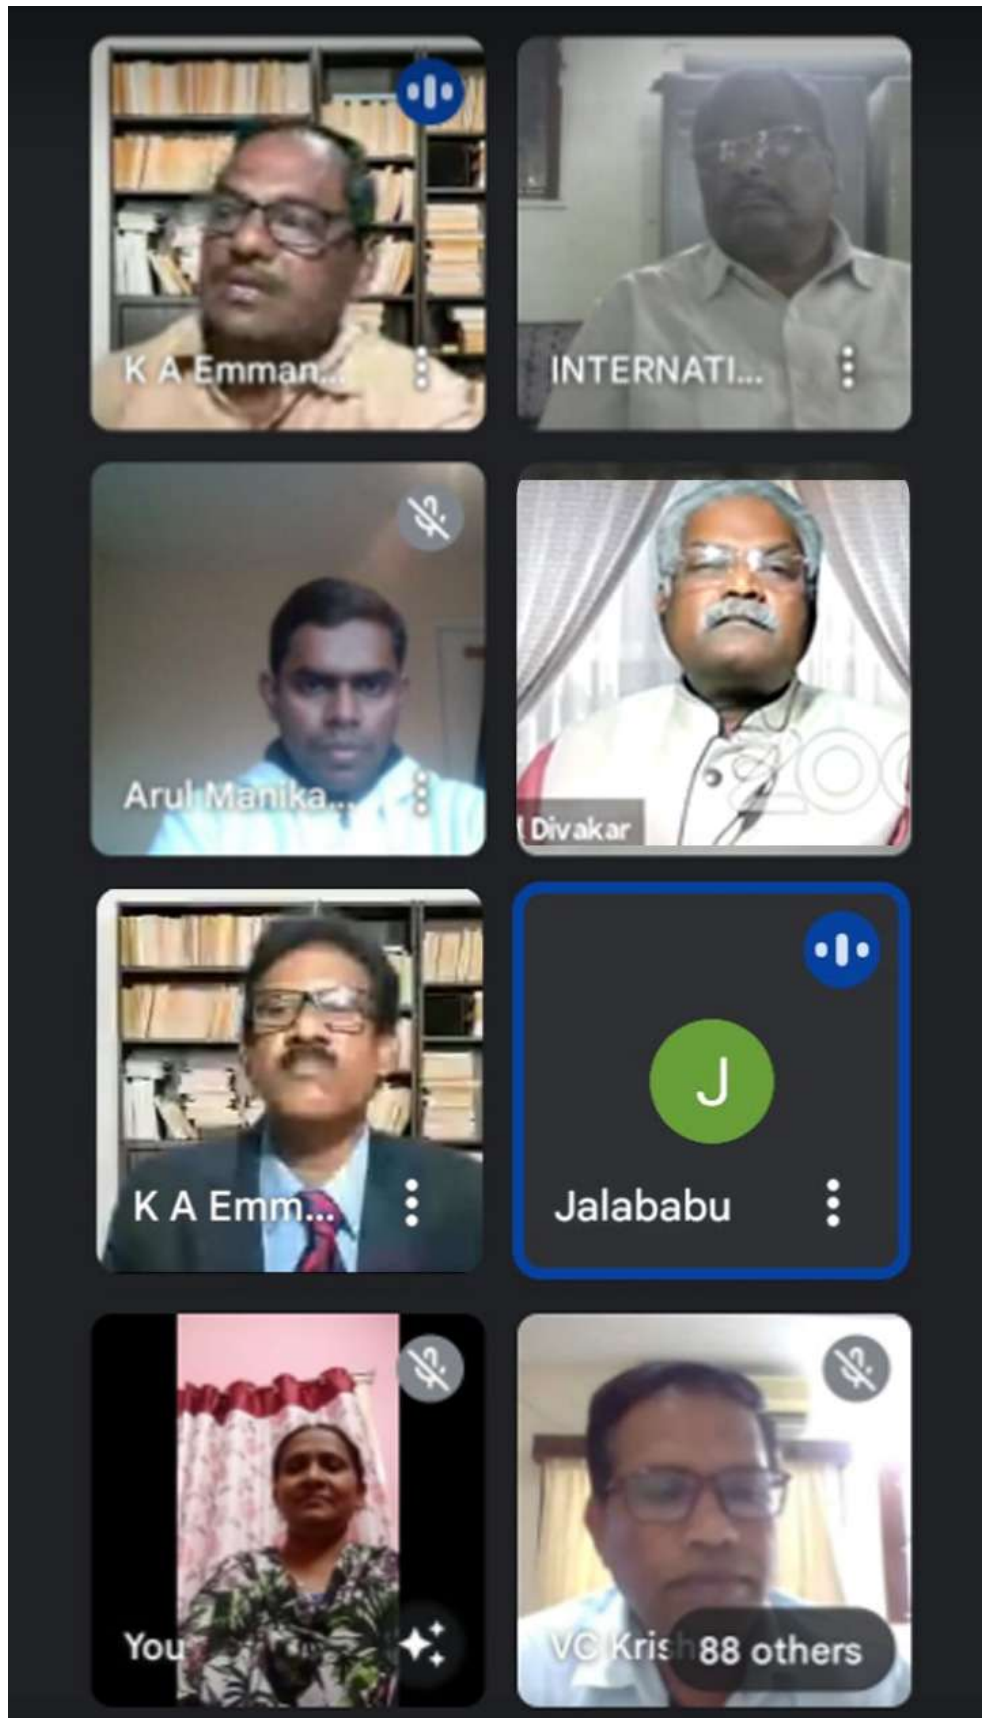 K A Emman...
INTERNATI...
Arul Manika...
Divakar
K A Emm...
J
Jalababu
You
VC Kris
88 others